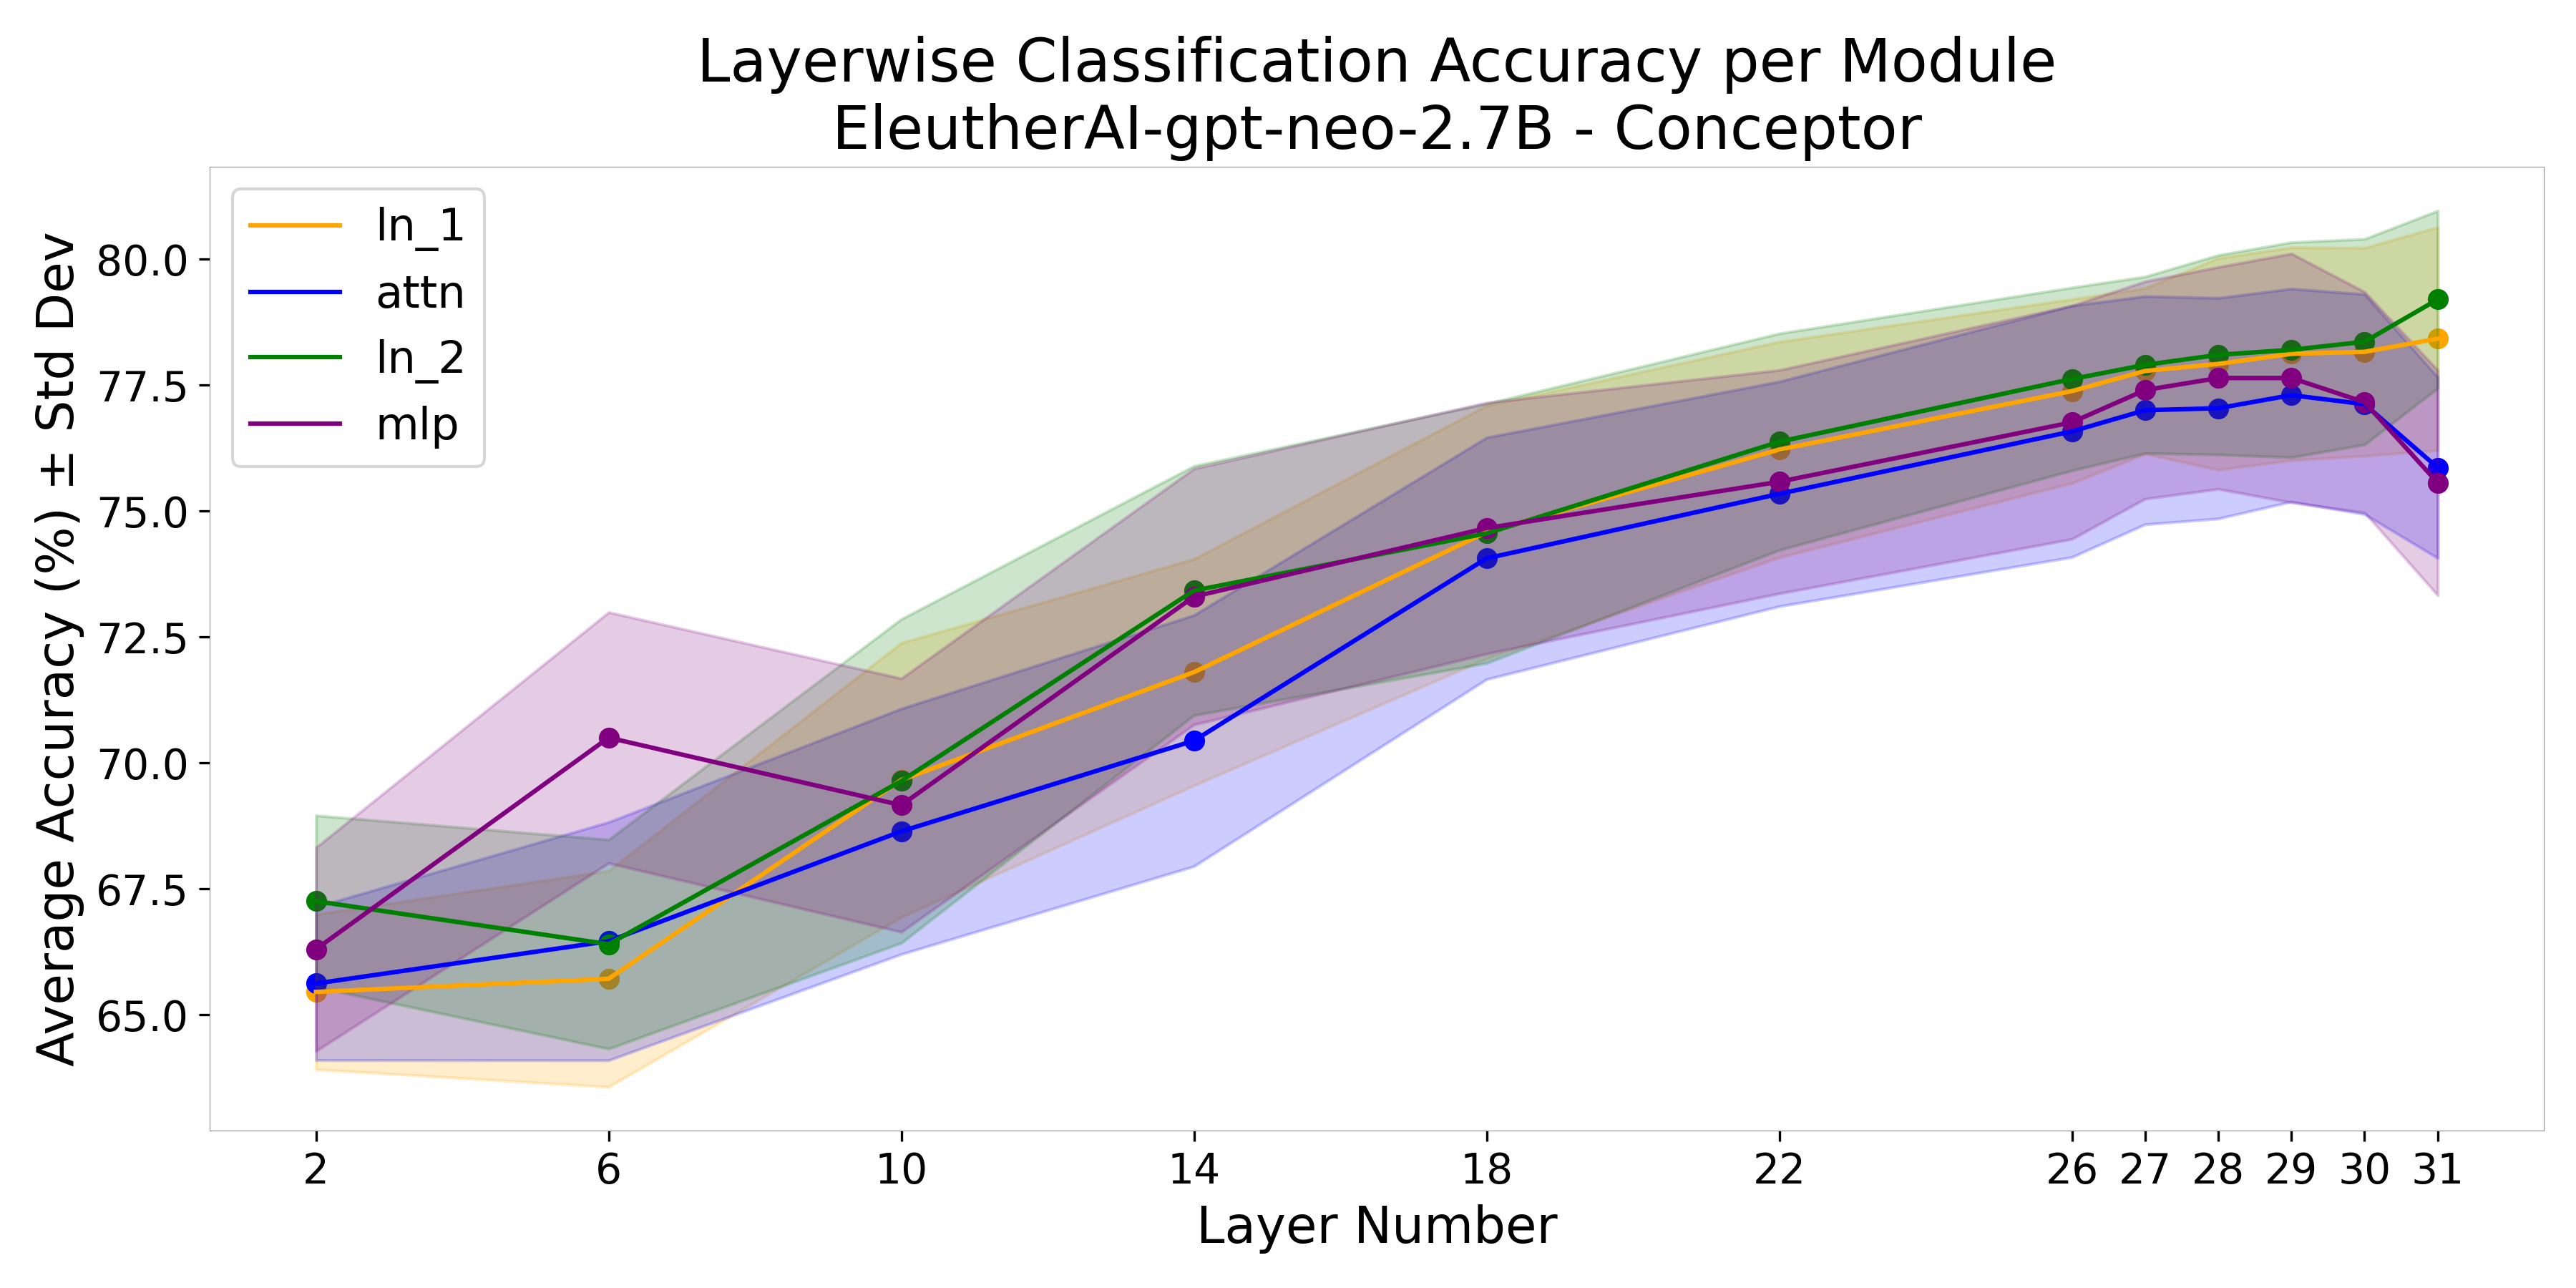 Layerwise Classification Accuracy per Module
EleutherAI-gpt-neo-2.7B - Conceptor
ln_1
attn
ln_2
mlp
Average Accuracy (%) ± Std Dev
80.0
77.5
75.0
72.5
70.0
67.5
65.0
2 6 10 14 18 22 26 27 28 29 30 31
Layer Number